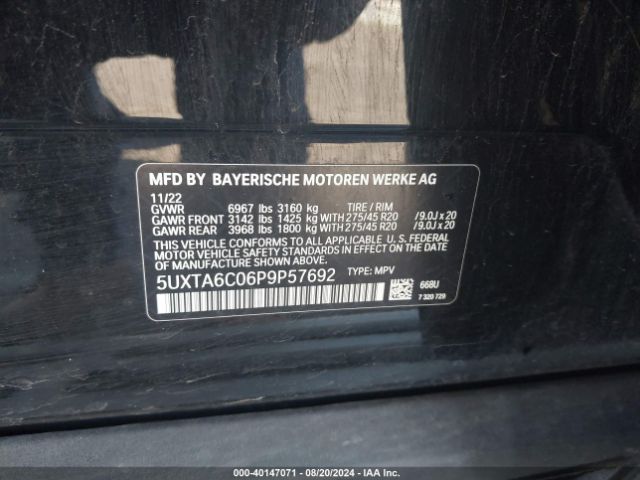 MFD BY BAYERISCHE MOTOREN WERKE AG
11/22
GVWR 6967 lbs 3160 kg TIRE / RIM
GAWR FRONT 3142 lbs 1425 kg WITH 275/45 R20 /9.0J x 20
GAWR REAR 3968 lbs 1800 kg WITH 275/45 R20 /9.0J x 20
THIS VEHICLE CONFORMS TO ALL APPLICABLE U. S. FEDERAL
MOTOR VEHICLE SAFETY STANDARDS IN EFFECT ON THE
DATE OF MANUFACTURE SHOWN ABOVE.
5UXTA6C06P9P57692 TYPE: MPV
668U
7 320 729
000-40147071 | 08/20/2024 | IAA Inc.